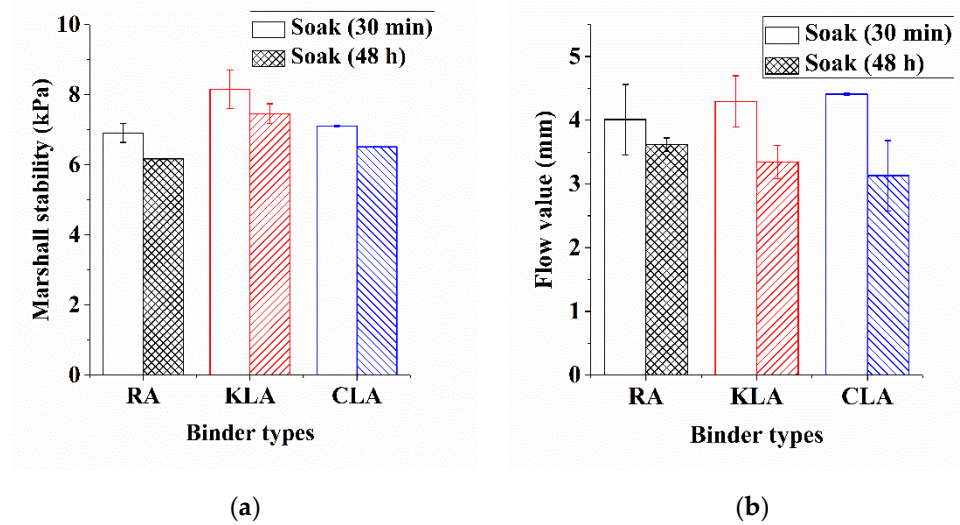 10
8
6
4
2
0
Marshall stability (kPa)
Soak (30 min)
Soak (48 h)
RA KLA CLA
Binder types
(a)
5
4
3
2
1
0
Flow value (mm)
Soak (30 min)
Soak (48 h)
RA KLA CLA
Binder types
(b)